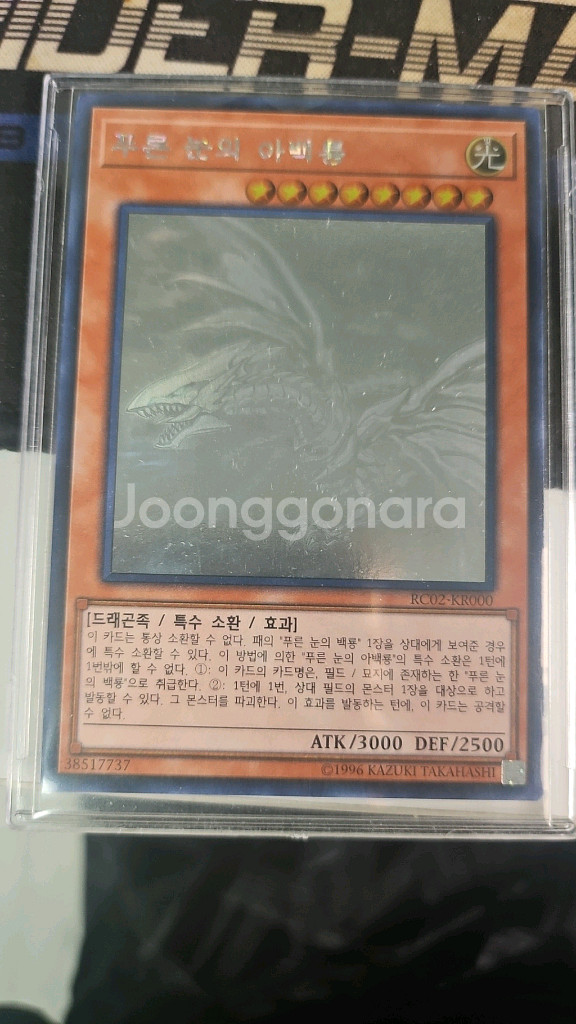 IDER-MA
푸른 눈의 아백룡
光
Joonggonara
RC02-KR000
[드래곤족 / 특수 소환 / 효과]
이 카드는 통상 소환할 수 없다. 패의 "푸른 눈의 백룡" 1장을 상대에게 보여준 경우
에 특수 소환할 수 있다. 이 방법에 의한 "푸른 눈의 아백룡"의 특수 소환은 1턴에
1번밖에 할 수 없다. ①: 이 카드의 카드명은, 필드 / 묘지에 존재하는 한 "푸른 눈
의 백룡"으로 취급한다. ②: 1턴에 1번, 상대 필드의 몬스터 1장을 대상으로 하고
발동할 수 있다. 그 몬스터를 파괴한다. 이 효과를 발동하는 턴에, 이 카드는 공격할
수 없다.
ATK/3000 DEF/2500
38517737
©1996 KAZUKI TAKAHASHI